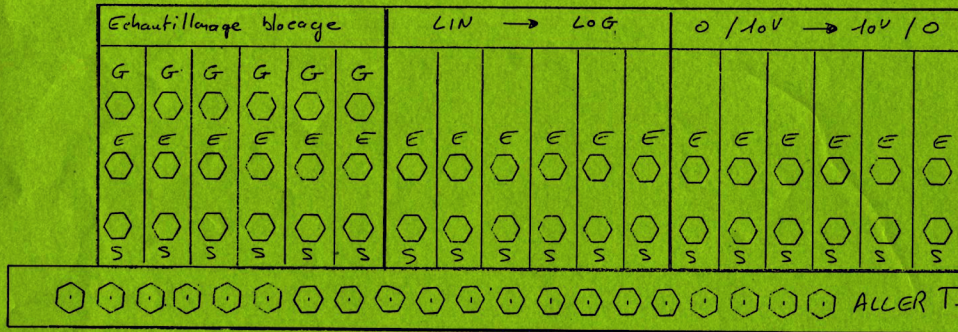 Echantillonage blocage LIN → LOG 0 / 10V → 10V / 0
G G G G G G
E E E E E E E E E E E E E E E E E E
S S S S S S S S S S S S S S S S S S
ALLER T